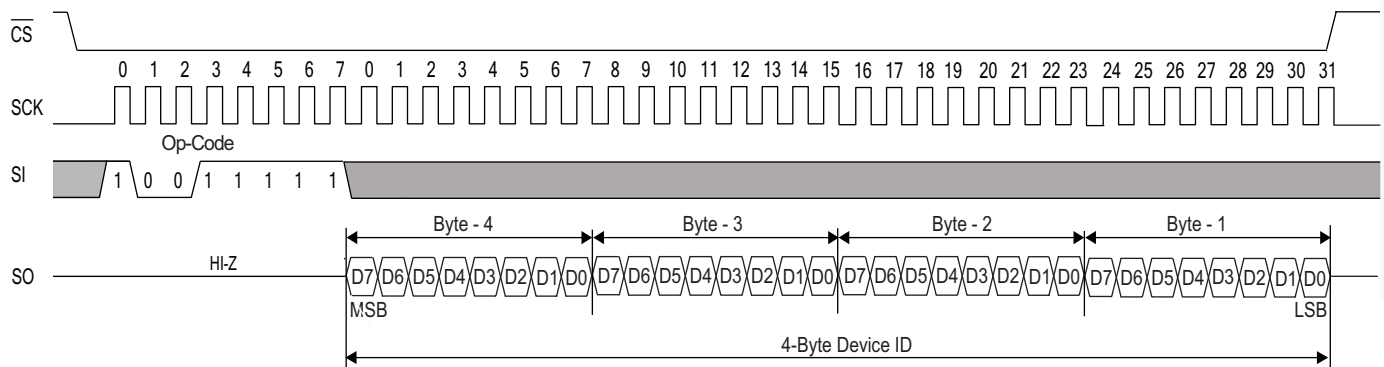 CS
0 1 2 3 4 5 6 7 0 1 2 3 4 5 6 7 8 9 10 11 12 13 14 15 16 17 18 19 20 21 22 23 24 25 26 27 28 29 30 31
SCK
Op-Code
SI 1 0 0 1 1 1 1 1
Byte - 4 Byte - 3 Byte - 2 Byte - 1
SO HI-Z D7 D6 D5 D4 D3 D2 D1 D0 D7 D6 D5 D4 D3 D2 D1 D0 D7 D6 D5 D4 D3 D2 D1 D0 D7 D6 D5 D4 D3 D2 D1 D0
MSB LSB
4-Byte Device ID